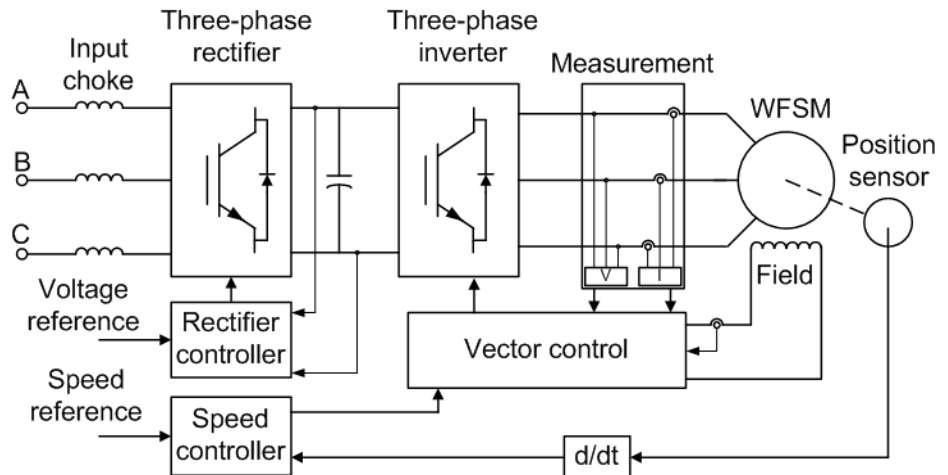 Three-phase
rectifier
Three-phase
inverter
Input
choke
Measurement
WFSM
Position
sensor
A
B
C
V
I
Field
Voltage
reference
Rectifier
controller
Vector control
Speed
reference
Speed
controller
d/dt